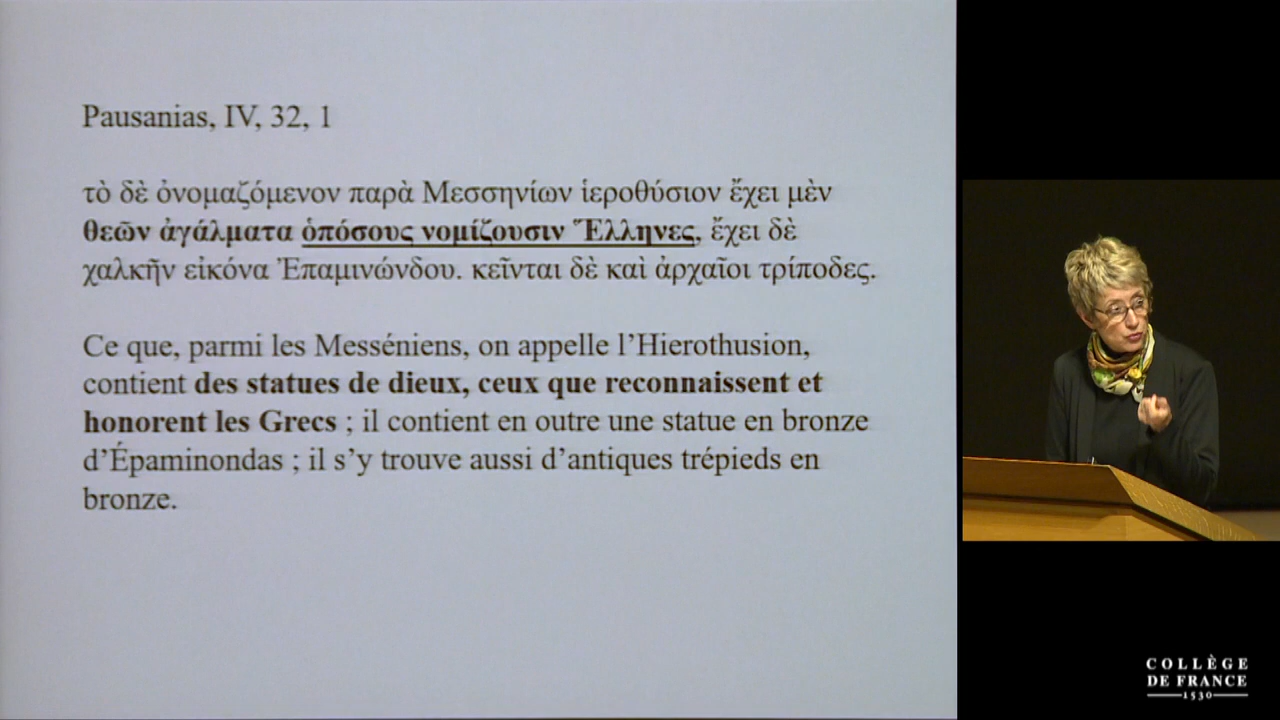 Pausanias, IV, 32, 1
τὸ δὲ ὀνομαζόμενον παρὰ Μεσσηνίων ἱεροθύσιον ἔχει μὲν
θεῶν ἀγάλματα ὁπόσους νομίζουσιν Ἕλληνες, ἔχει δὲ
χαλκῆν εἰκόνα Ἐπαμινώνδου. κεῖνται δὲ καὶ ἀρχαῖοι τρίποδες.
Ce que, parmi les Messéniens, on appelle l’Hierothusion,
contient des statues de dieux, ceux que reconnaissent et
honorent les Grecs ; il contient en outre une statue en bronze
d’Épaminondas ; il s’y trouve aussi d’antiques trépieds en
bronze.
COLLÈGE
DE FRANCE
1530